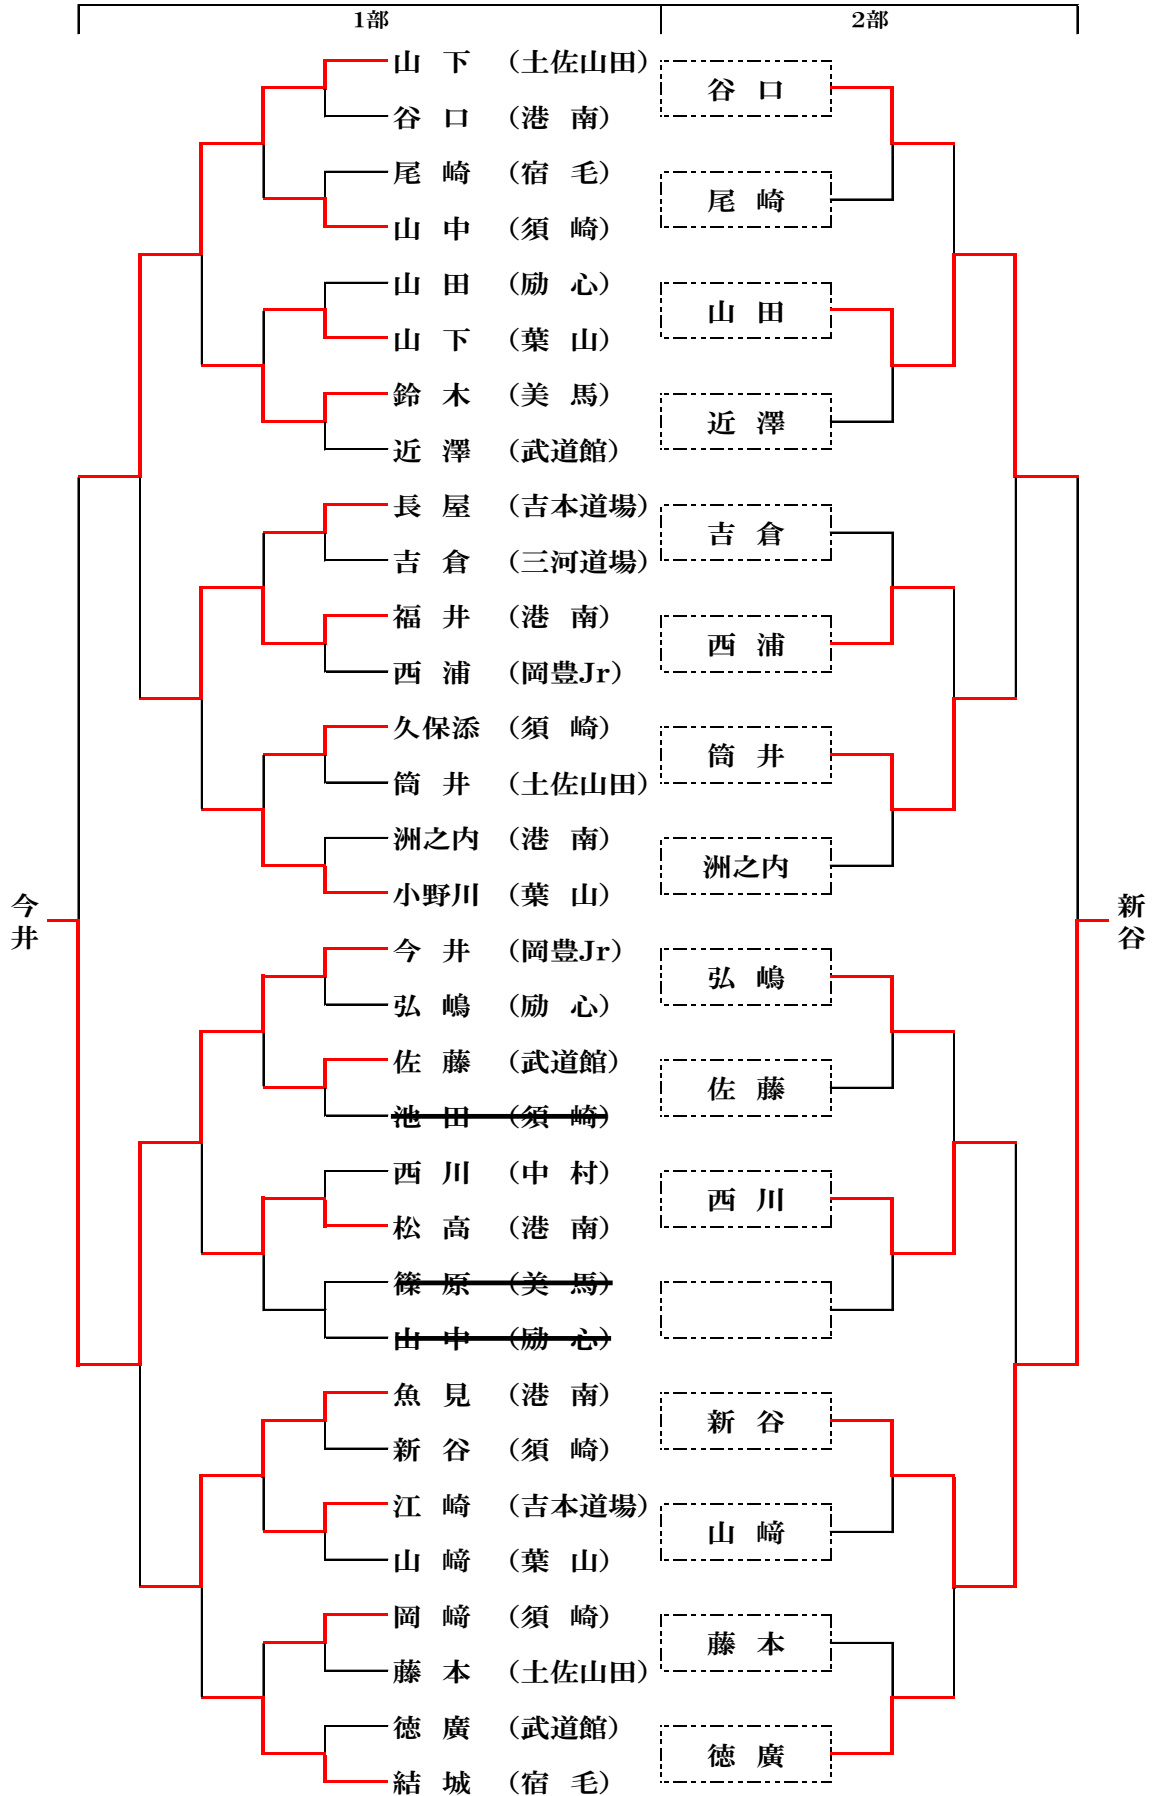 1部
2部
山 下 （土佐山田）
谷 口 （港 南）
尾 崎 （宿 毛）
山 中 （須 崎）
山 田 （励 心）
山 下 （葉 山）
鈴 木 （美 馬）
近 澤 （武道館）
長 屋 （吉本道場）
吉 倉 （三河道場）
福 井 （港 南）
西 浦 （岡豊Jr）
久保添 （須 崎）
筒 井 （土佐山田）
洲之内 （港 南）
小野川 （葉 山）
今 井 （岡豊Jr）
弘 嶋 （励 心）
佐 藤 （武道館）
池 田 （須 崎）
西 川 （中 村）
松 高 （港 南）
篠 原 （美 馬）
山 中 （励 心）
魚 見 （港 南）
新 谷 （須 崎）
江 崎 （吉本道場）
山 﨑 （葉 山）
岡 﨑 （須 崎）
藤 本 （土佐山田）
徳 廣 （武道館）
結 城 （宿 毛）
谷 口
尾 崎
山 田
近 澤
吉 倉
西 浦
筒 井
洲之内
弘 嶋
佐 藤
西 川
新 谷
山 﨑
藤 本
徳 廣
今井
新谷